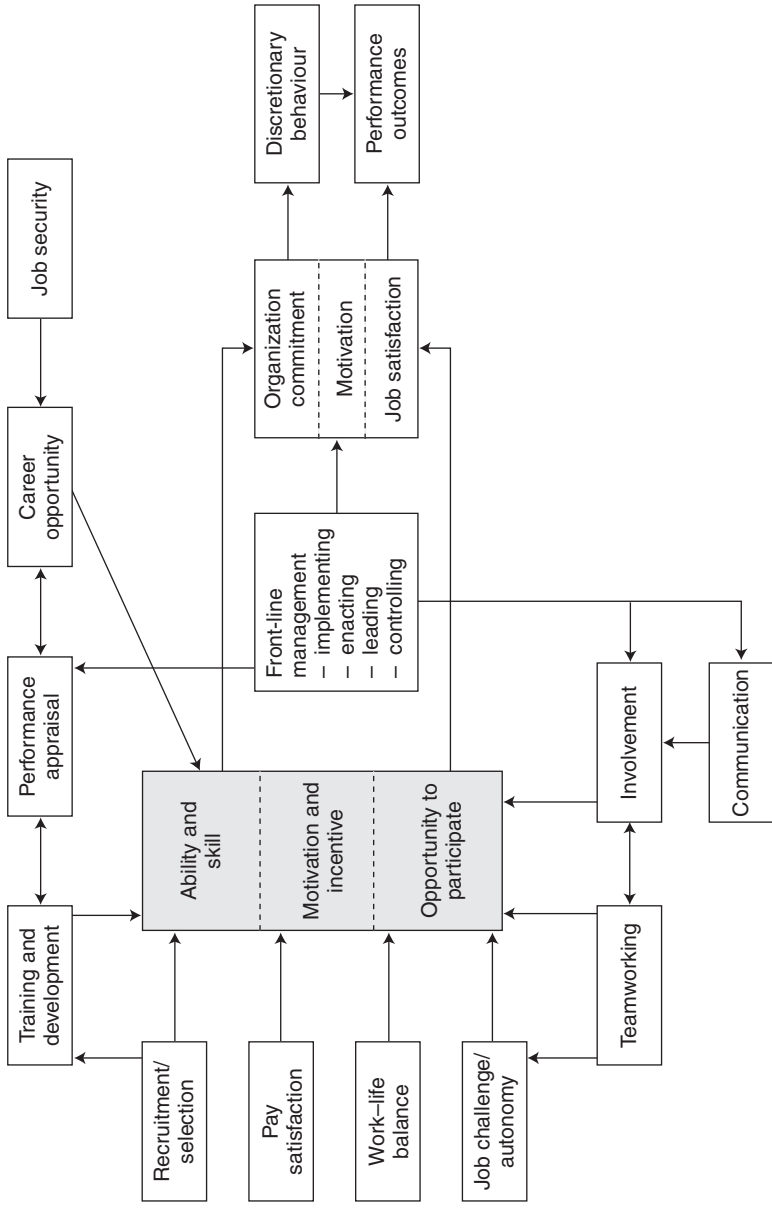 Training and
development
Performance
appraisal
Career
opportunity
Job security
Recruitment/
selection
Pay
satisfaction
Work–life
balance
Job challenge/
autonomy
Ability and
skill
Motivation and
incentive
Opportunity to
participate
Front-line
management
– implementing
– enacting
– leading
– controlling
Organization
commitment
Motivation
Job satisfaction
Discretionary
behaviour
Performance
outcomes
Teamworking
Involvement
Communication